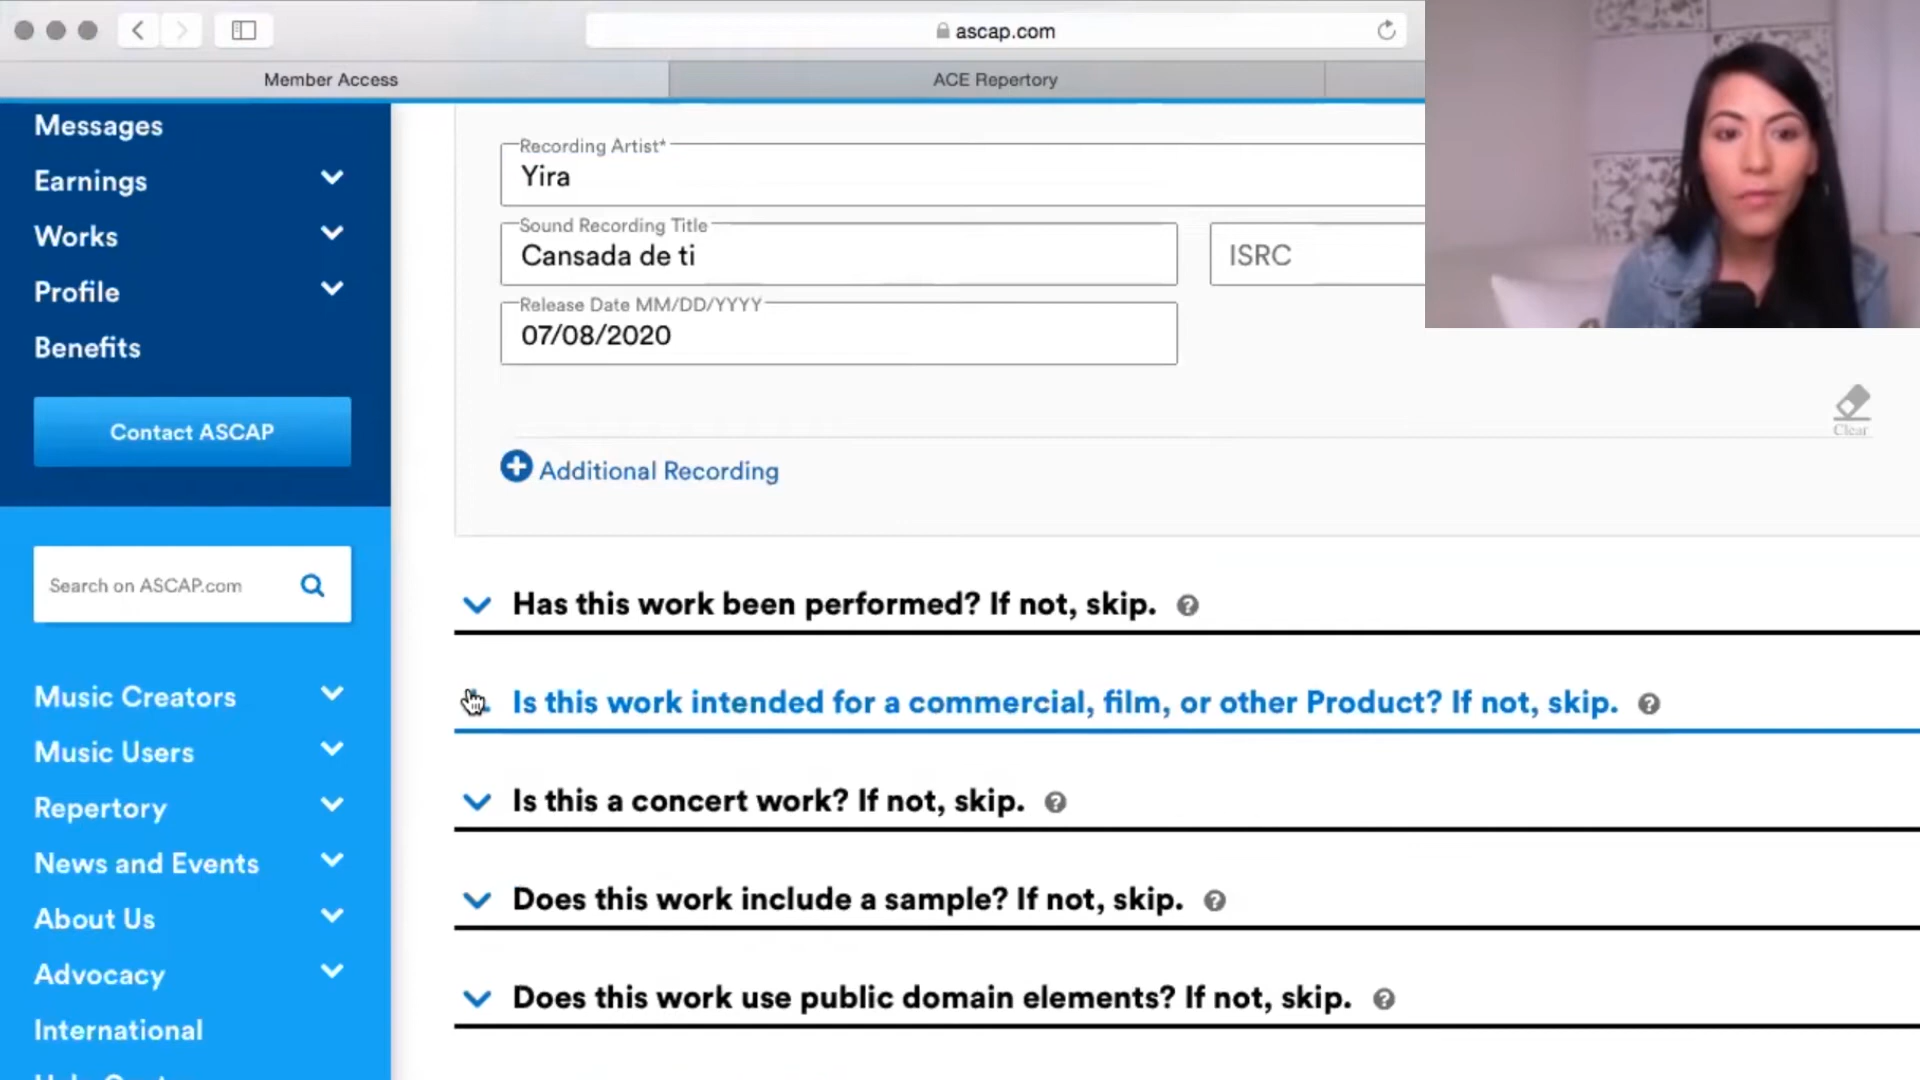 ascap.com
Member Access
ACE Repertory
Messages
Earnings
Works
Profile
Benefits
Contact ASCAP
Search on ASCAP.com
Music Creators
Music Users
Repertory
News and Events
About Us
Advocacy
International
Recording Artist*
Yira
Sound Recording Title
Cansada de ti
ISRC
Release Date MM/DD/YYYY
07/08/2020
Clear
Additional Recording
Has this work been performed? If not, skip. ?
Is this work intended for a commercial, film, or other Product? If not, skip. ?
Is this a concert work? If not, skip. ?
Does this work include a sample? If not, skip. ?
Does this work use public domain elements? If not, skip. ?